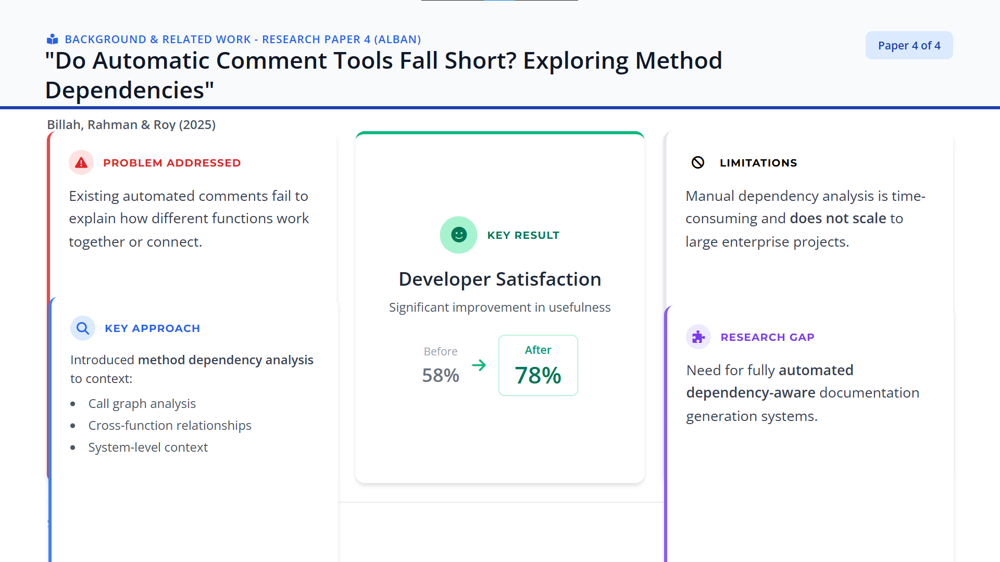 BACKGROUND & RELATED WORK - RESEARCH PAPER 4 (ALBAN)
"Do Automatic Comment Tools Fall Short? Exploring Method
Dependencies"
Paper 4 of 4
Billah, Rahman & Roy (2025)
PROBLEM ADDRESSED
Existing automated comments fail to
explain how different functions work
together or connect.
KEY APPROACH
Introduced method dependency analysis
to context:
• Call graph analysis
• Cross-function relationships
• System-level context
KEY RESULT
Developer Satisfaction
Significant improvement in usefulness
Before
58%
After
78%
LIMITATIONS
Manual dependency analysis is time-
consuming and does not scale to
large enterprise projects.
RESEARCH GAP
Need for fully automated
dependency-aware documentation
generation systems.